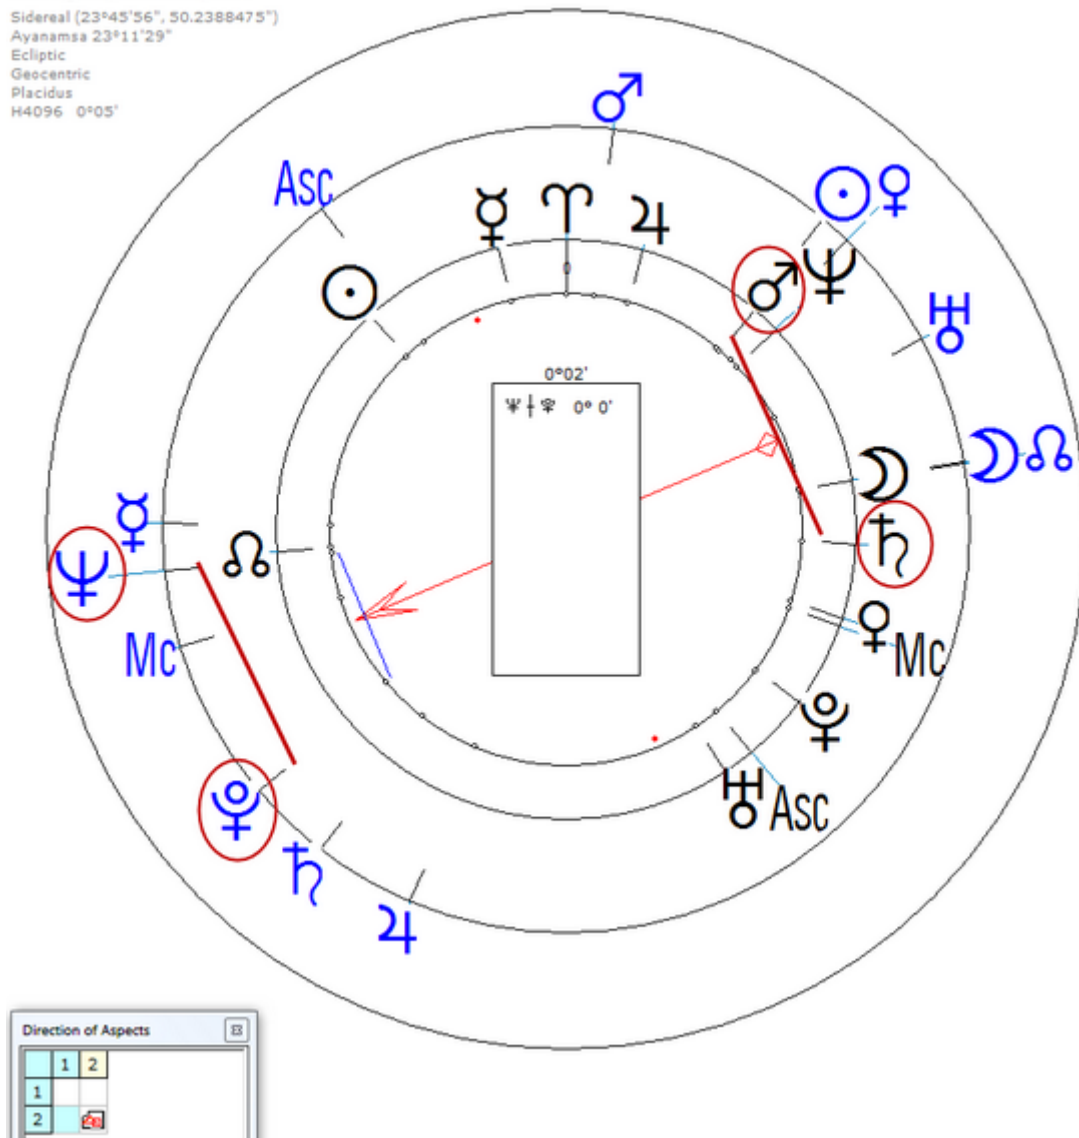 Sidereal (23°45'56", 50.2388475")
Ayanamsa 23°11'29"
Ecliptic
Geocentric
Placidus
H4096 0°05'
♂
Asc
☉ ♀
☿ ♈ ♃
☉
♂ ♆
♅
0
0°02'
♆ 0° 0'
☽ ☊
☽
☿
☊
♄
♆
♀
Mc
Mc
♇
♇
♅ Asc
♄
♃
Direction of Aspects
1 2
1
2